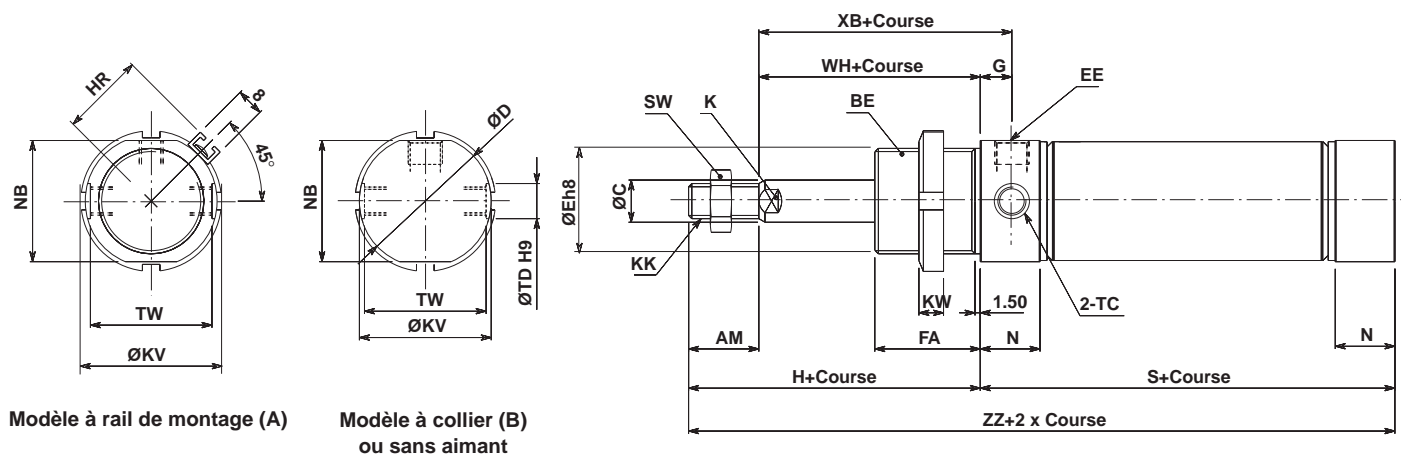 XB+Course
WH+Course
G
EE
HR
8
SW
K
BE
ØD
45°
NB
NB
ØC
ØEh8
ØTD H9
KK
TW
TW
KW
1.50
2-TC
AM
FA
N
N
ØKV
ØKV
H+Course
S+Course
ZZ+2 x Course
Modèle à rail de montage (A)
Modèle à collier (B)
ou sans aimant